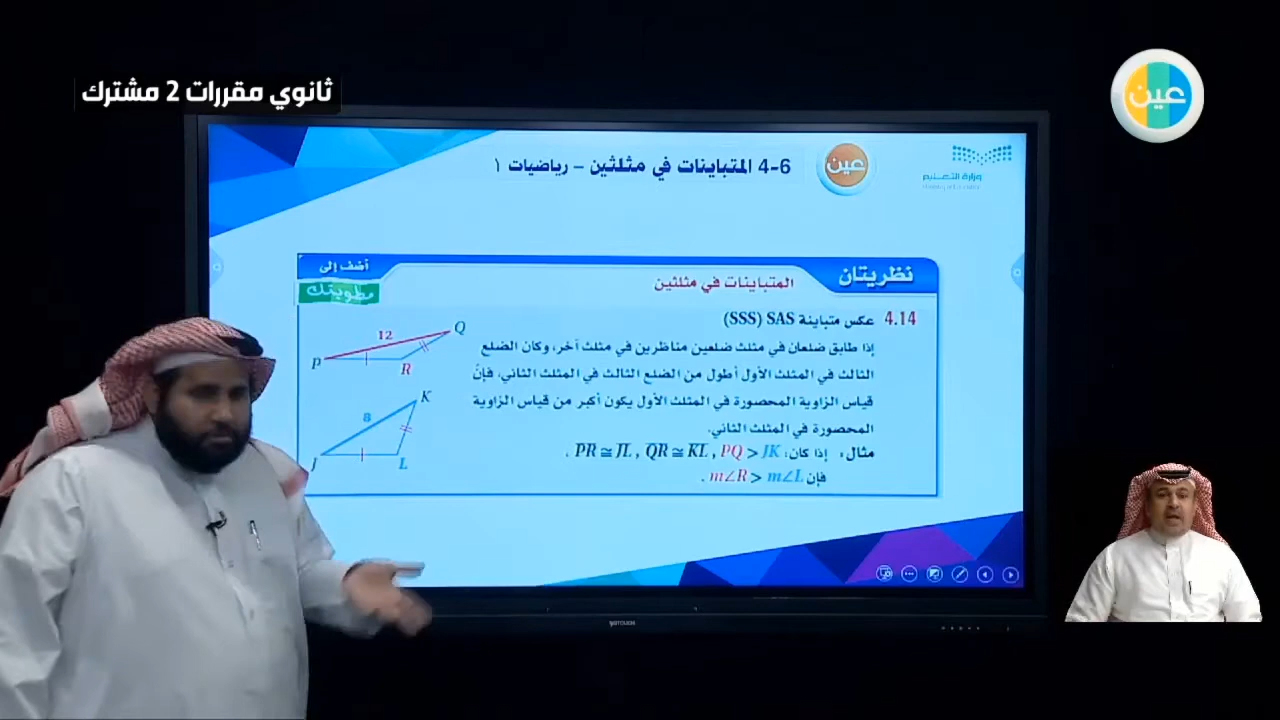 ثانوي مقررات 2 مشترك
عين
4-6 المتباينات في مثلثين – رياضيات ١
عين
وزارة التعليم
Ministry of Education
نظريتان
المتباينات في مثلثين
أضف إلى
مطويتك
4.14 عكس متباينة SAS (SSS)
إذا طابق ضلعان في مثلث ضلعين مناظرين في مثلث آخر، وكان الضلع
الثالث في المثلث الأول أطول من الضلع الثالث في المثلث الثاني، فإنّ
قياس الزاوية المحصورة في المثلث الأول يكون أكبر من قياس الزاوية
المحصورة في المثلث الثاني.
مثال: إذا كان: PR ≅ JL , QR ≅ KL , PQ > JK .
فإن m∠R > m∠L .
12
Q
P
R
K
8
J
L